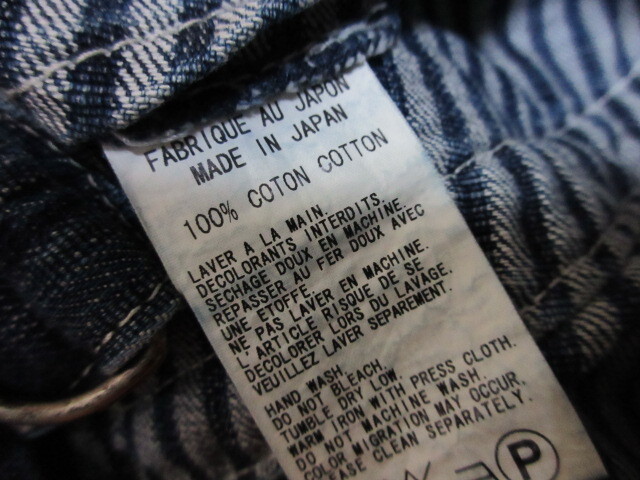 FABRIQUE AU JAPON
MADE IN JAPAN
100% COTON COTTON
LAVER A LA MAIN.
DECOLORANTS INTERDITS.
SECHAGE DOUX EN MACHINE.
REPASSER AU FER DOUX AVEC
UNE ETOFFE.
NE PAS LAVER EN MACHINE.
L'ARTICLE RISQUE DE SE
DECOLORER LORS DU LAVAGE.
VEUILLEZ LAVER SEPAREMENT.
HAND WASH.
DO NOT BLEACH.
TUMBLE DRY LOW
WARM IRON WITH PRESS CLOTH.
DO NOT MACHINE WASH.
COLOR MIGRATION MAY OCCUR.
PLEASE CLEAN SEPARATELY.
P